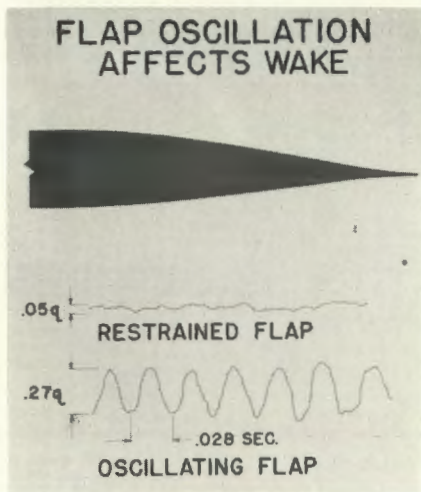 FLAP OSCILLATION
AFFECTS WAKE
.05q
RESTRAINED FLAP
.27q
.028 SEC.
OSCILLATING FLAP